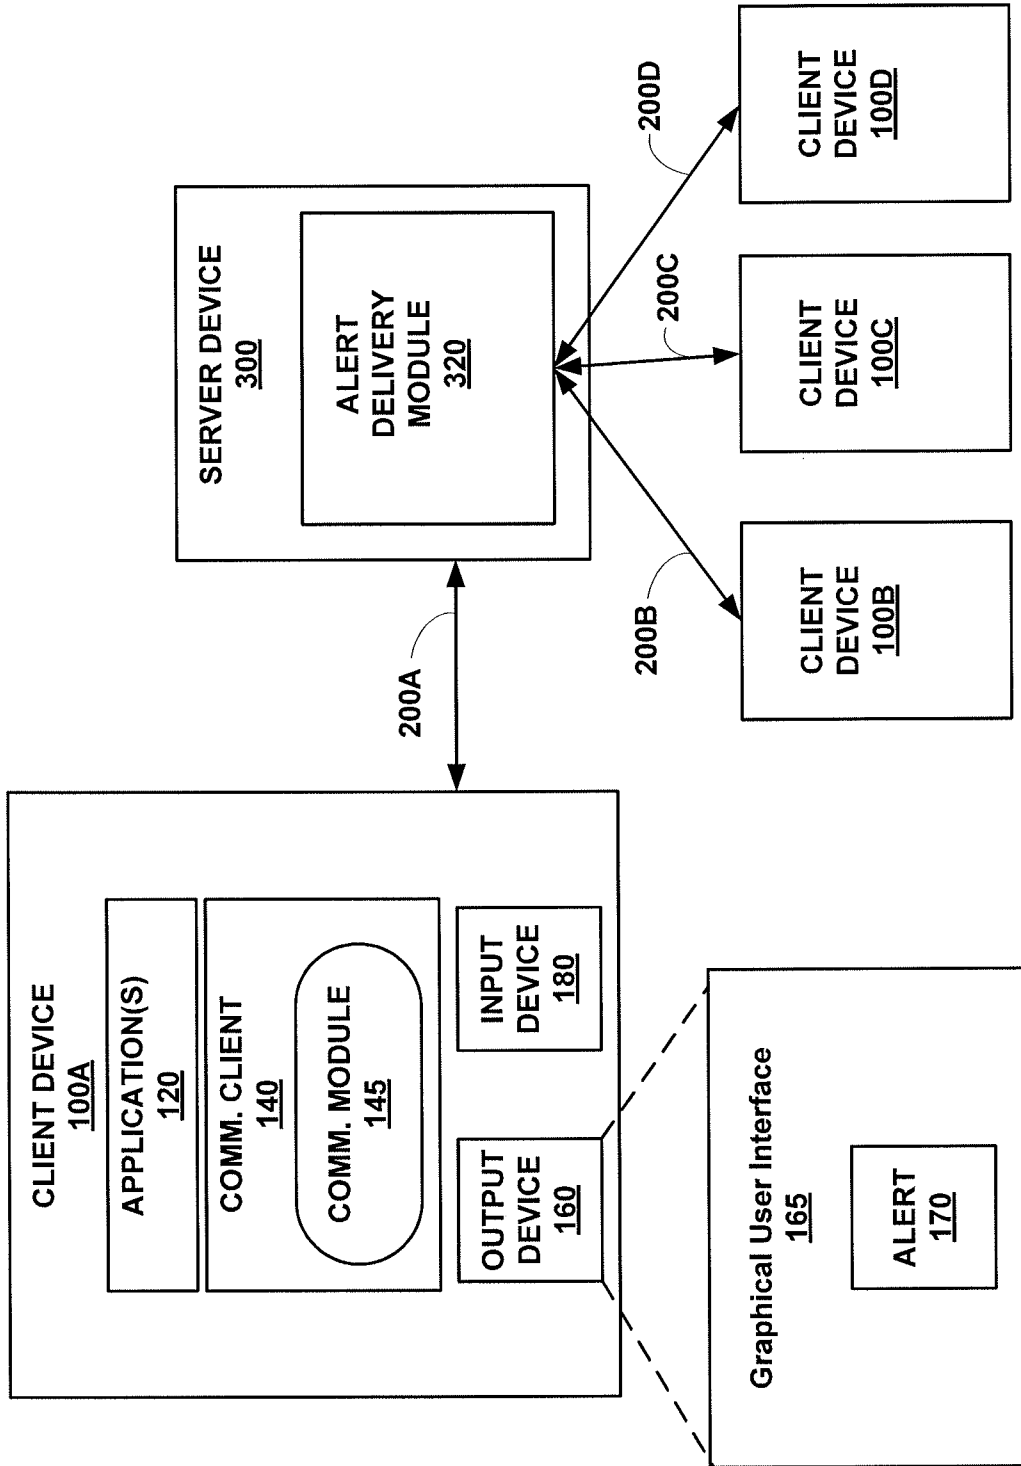 CLIENT DEVICE
100A
APPLICATION(S)
120
COMM. CLIENT
140
COMM. MODULE
145
OUTPUT
DEVICE
160
INPUT
DEVICE
180
Graphical User Interface
165
ALERT
170
200A
SERVER DEVICE
300
ALERT
DELIVERY
MODULE
320
200B
200C
200D
CLIENT
DEVICE
100B
CLIENT
DEVICE
100C
CLIENT
DEVICE
100D